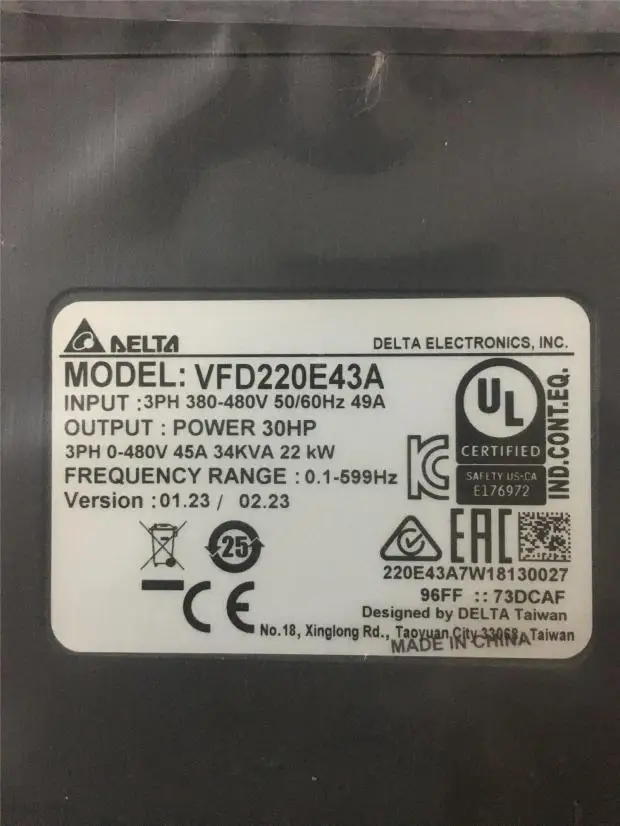 DELTA
DELTA ELECTRONICS, INC.
MODEL: VFD220E43A
INPUT :3PH 380-480V 50/60Hz 49A
OUTPUT : POWER 30HP
3PH 0-480V 45A 34KVA 22 kW
FREQUENCY RANGE : 0.1-599Hz
Version : 01.23 / 02.23
UL
CERTIFIED
SAFETY US-CA
E176972
IND.CONT.EQ.
25
EAC
CE
220E43A7W18130027
96FF :: 73DCAF
Designed by DELTA Taiwan
No.18, Xinglong Rd., Taoyuan City 33068, Taiwan
MADE IN CHINA